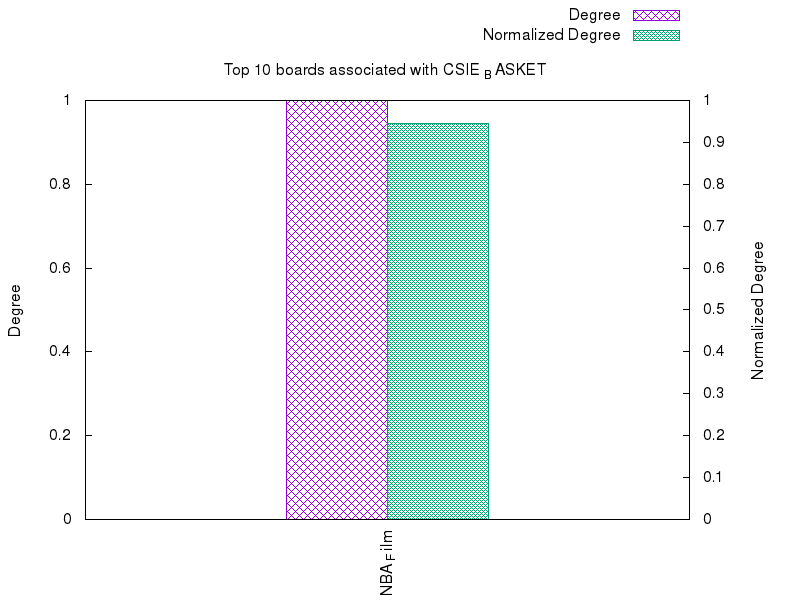 Degree
Normalized Degree
Top 10 boards associated with CSIE BASKET
1
0.8
0.6
0.4
0.2
0
1
0.9
0.8
0.7
0.6
0.5
0.4
0.3
0.2
0.1
0
Degree
Normalized Degree
NBA Film